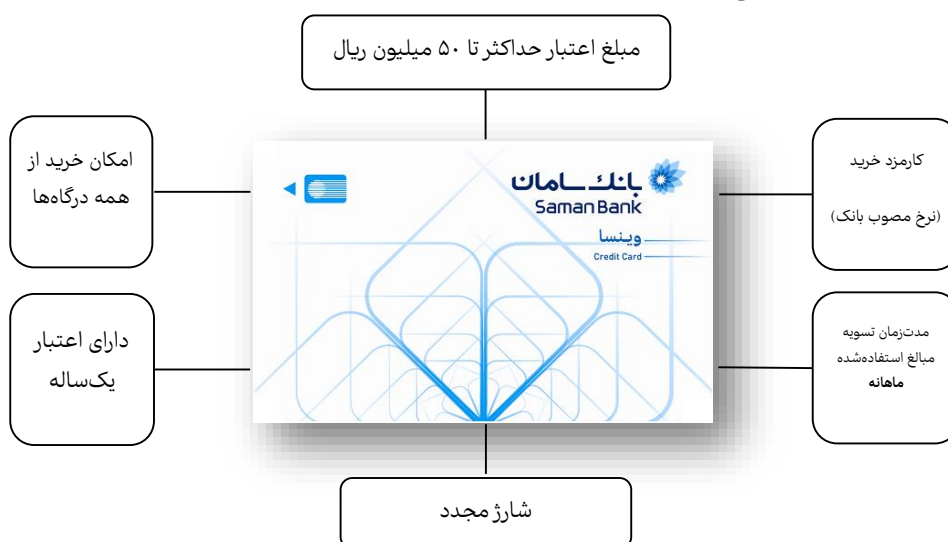 مبلغ اعتبار حداکثر تا ۵۰ میلیون ریال
کارمزد خرید
(نرخ مصوب بانک)
امکان خرید از
همه درگاه‌ها
بانک سامان
Saman Bank
وینسا
Credit Card
مدت‌زمان تسویه
مبالغ استفاده‌شده
ماهانه
دارای اعتبار
یک‌ساله
شارژ مجدد